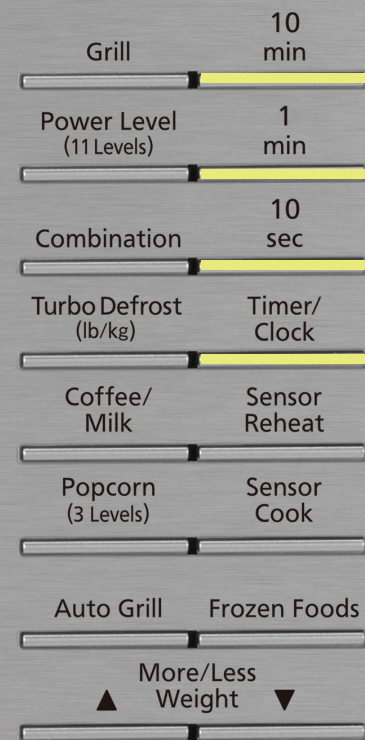 Grill
10
min
Power Level
(11 Levels)
1
min
Combination
10
sec
Turbo Defrost
(lb/kg)
Timer/
Clock
Coffee/
Milk
Sensor
Reheat
Popcorn
(3 Levels)
Sensor
Cook
Auto Grill
Frozen Foods
More/Less
▲ Weight ▼